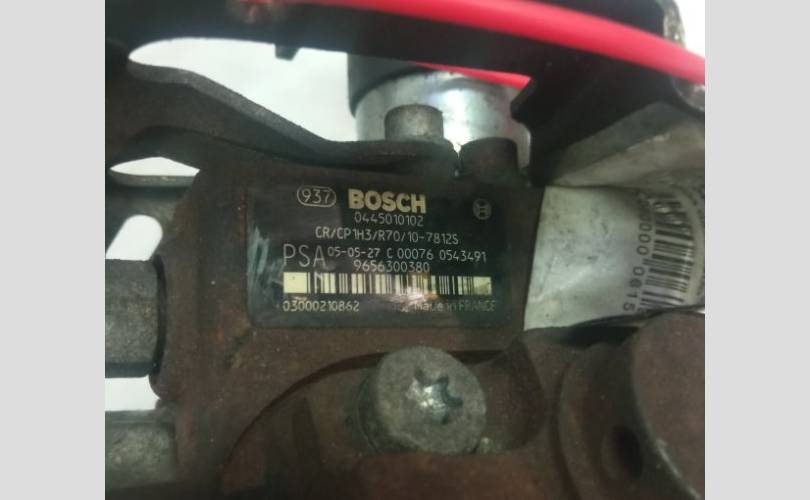 937 BOSCH
0445010102
CR/CP1H3/R70/10-7812S
PSA 05-05-27 C 00076 0543491
9656300380
03000210862 Made in FRANCE